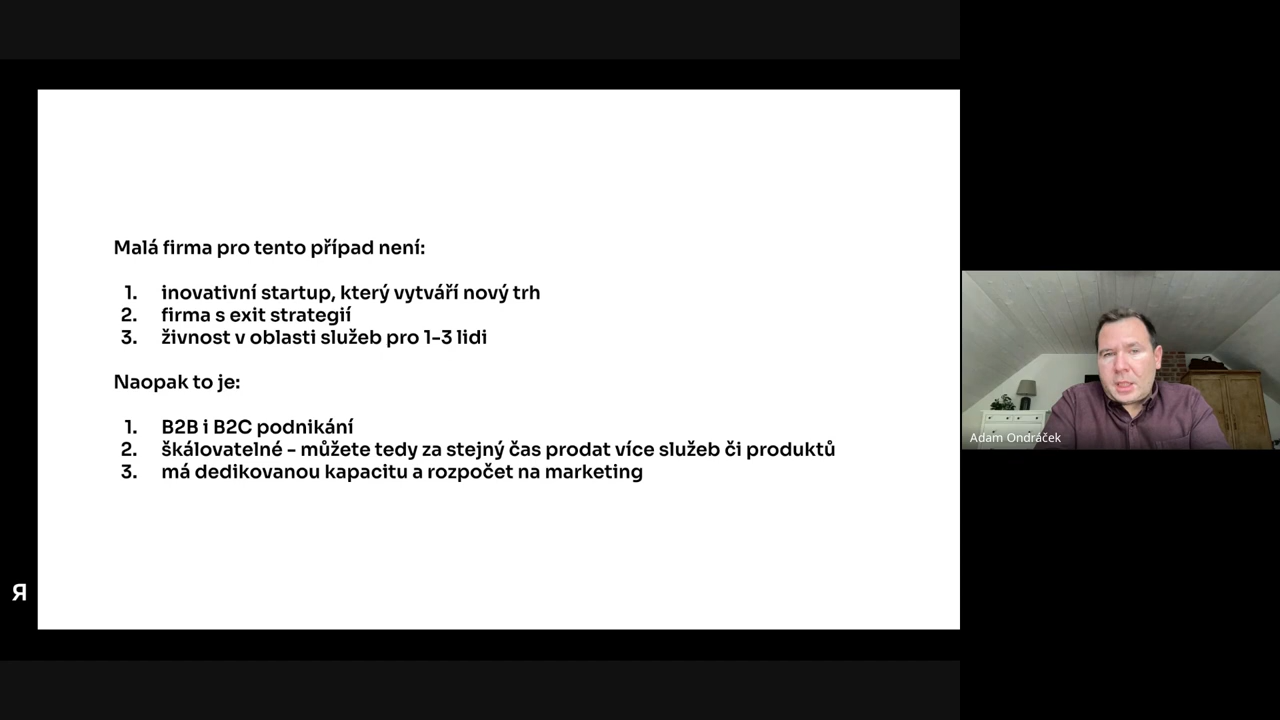 Malá firma pro tento případ není:
1. inovativní startup, který vytváří nový trh
2. firma s exit strategií
3. živnost v oblasti služeb pro 1-3 lidi
Naopak to je:
1. B2B i B2C podnikání
2. škálovatelné - můžete tedy za stejný čas prodat více služeb či produktů
3. má dedikovanou kapacitu a rozpočet na marketing
Adam Ondráček
Я